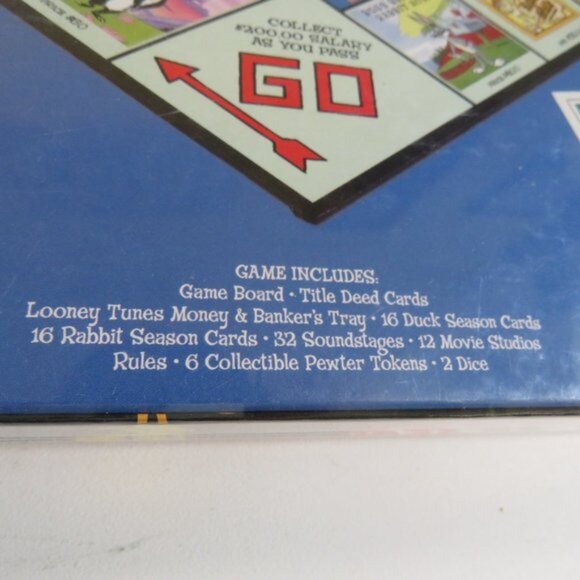 COLLECT
$200.00 SALARY
AS YOU PASS
GO
GAME INCLUDES:
Game Board • Title Deed Cards
Looney Tunes Money & Banker's Tray • 16 Duck Season Cards
16 Rabbit Season Cards • 32 Soundstages • 12 Movie Studios
Rules • 6 Collectible Pewter Tokens • 2 Dice